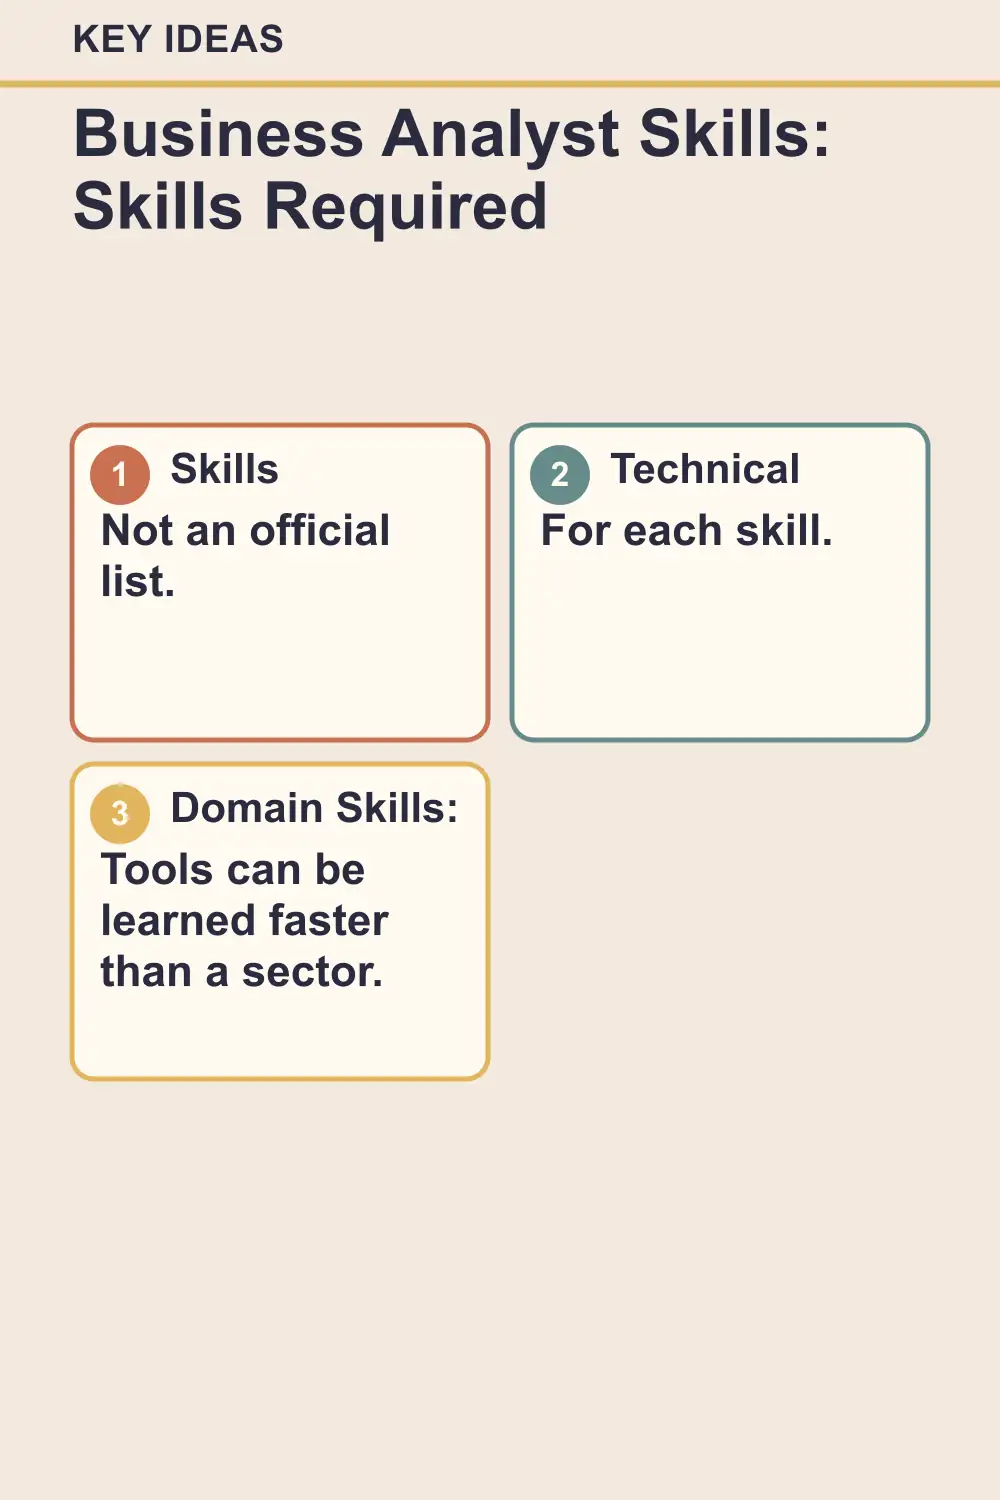 KEY IDEAS
Business Analyst Skills:
Skills Required
1 Skills
Not an official
list.
2 Technical
For each skill.
3 Domain Skills:
Tools can be
learned faster
than a sector.